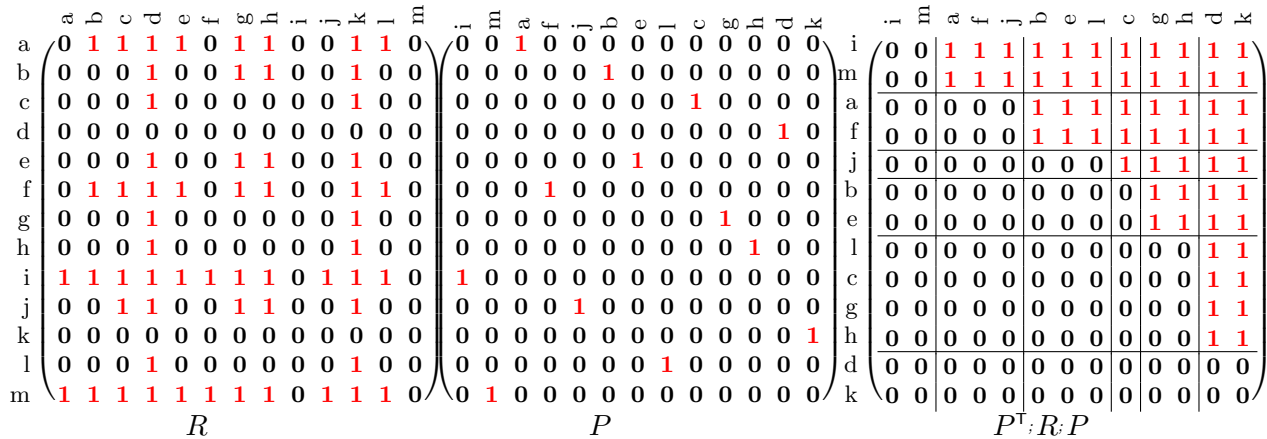 a b c d e f g h i j k l m i m a f j b e l c g h d k i m a f j b e l c g h d k
a 0 1 1 1 1 0 1 1 0 0 1 1 0 0 0 1 0 0 0 0 0 0 0 0 0 0 i 0 0 1 1 1 1 1 1 1 1 1 1 1
b 0 0 0 1 0 0 1 1 0 0 1 0 0 0 0 0 0 0 1 0 0 0 0 0 0 0 m 0 0 1 1 1 1 1 1 1 1 1 1 1
c 0 0 0 1 0 0 0 0 0 0 1 0 0 0 0 0 0 0 0 0 0 1 0 0 0 0 a 0 0 0 0 0 1 1 1 1 1 1 1 1
d 0 0 0 0 0 0 0 0 0 0 0 0 0 0 0 0 0 0 0 0 0 0 0 0 1 0 f 0 0 0 0 0 1 1 1 1 1 1 1 1
e 0 0 0 1 0 0 1 1 0 0 1 0 0 0 0 0 0 0 0 1 0 0 0 0 0 0 j 0 0 0 0 0 0 0 0 1 1 1 1 1
f 0 1 1 1 1 0 1 1 0 0 1 1 0 0 0 0 1 0 0 0 0 0 0 0 0 0 b 0 0 0 0 0 0 0 0 0 1 1 1 1
g 0 0 0 1 0 0 0 0 0 0 1 0 0 0 0 0 0 0 0 0 0 0 1 0 0 0 e 0 0 0 0 0 0 0 0 0 1 1 1 1
h 0 0 0 1 0 0 0 0 0 0 1 0 0 0 0 0 0 0 0 0 0 0 0 1 0 0 l 0 0 0 0 0 0 0 0 0 0 0 1 1
i 1 1 1 1 1 1 1 1 0 1 1 1 0 1 0 0 0 0 0 0 0 0 0 0 0 0 c 0 0 0 0 0 0 0 0 0 0 0 1 1
j 0 0 1 1 0 0 1 1 0 0 1 0 0 0 0 0 0 1 0 0 0 0 0 0 0 0 g 0 0 0 0 0 0 0 0 0 0 0 1 1
k 0 0 0 0 0 0 0 0 0 0 0 0 0 0 0 0 0 0 0 0 0 0 0 0 0 1 h 0 0 0 0 0 0 0 0 0 0 0 1 1
l 0 0 0 1 0 0 0 0 0 0 1 0 0 0 0 0 0 0 0 0 1 0 0 0 0 0 d 0 0 0 0 0 0 0 0 0 0 0 0 0
m 1 1 1 1 1 1 1 1 0 1 1 1 0 0 1 0 0 0 0 0 0 0 0 0 0 0 k 0 0 0 0 0 0 0 0 0 0 0 0 0
R P Pᵀ;R;P